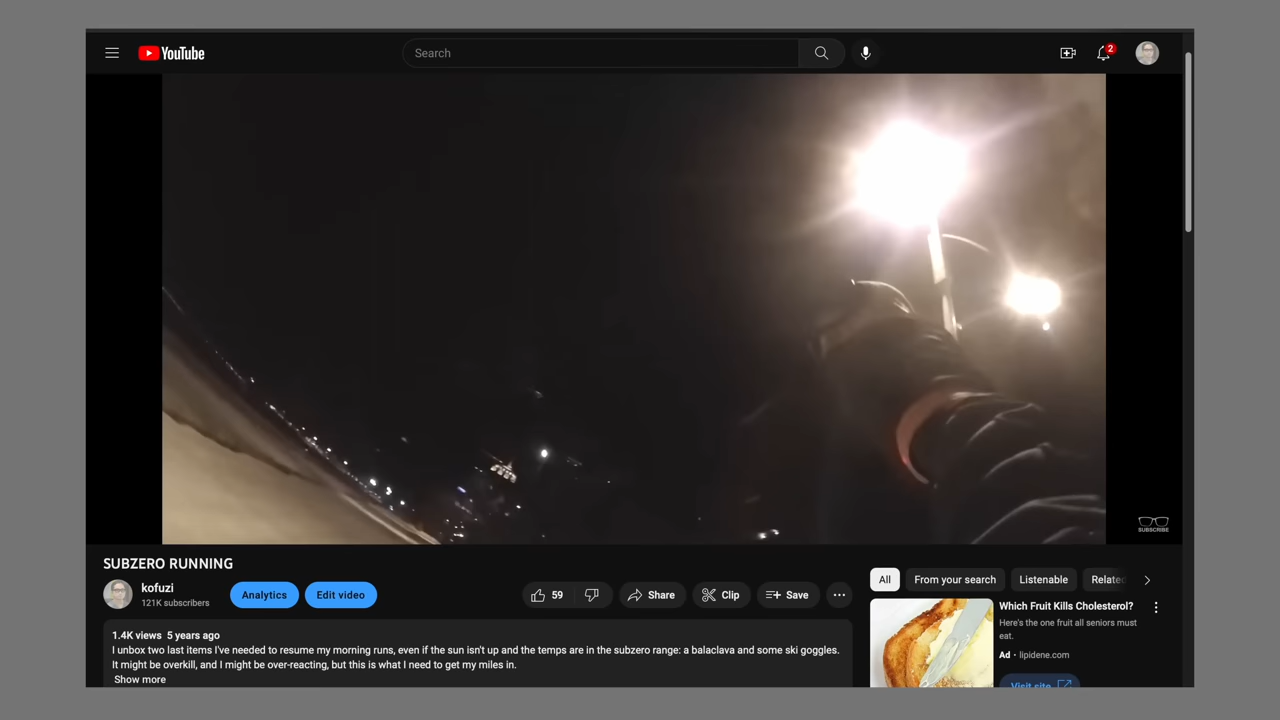 YouTube
Search
2
SUBSCRIBE
SUBZERO RUNNING
kofuzi
121K subscribers
Analytics
Edit video
59
Share
Clip
Save
1.4K views 5 years ago
I unbox two last items I've needed to resume my morning runs, even if the sun isn't up and the temps are in the subzero range: a balaclava and some ski goggles.
It might be overkill, and I might be over-reacting, but this is what I need to get my miles in.
Show more
All
From your search
Listenable
Related
Which Fruit Kills Cholesterol?
Here's the one fruit all seniors must
eat.
Ad • lipidene.com
Visit site